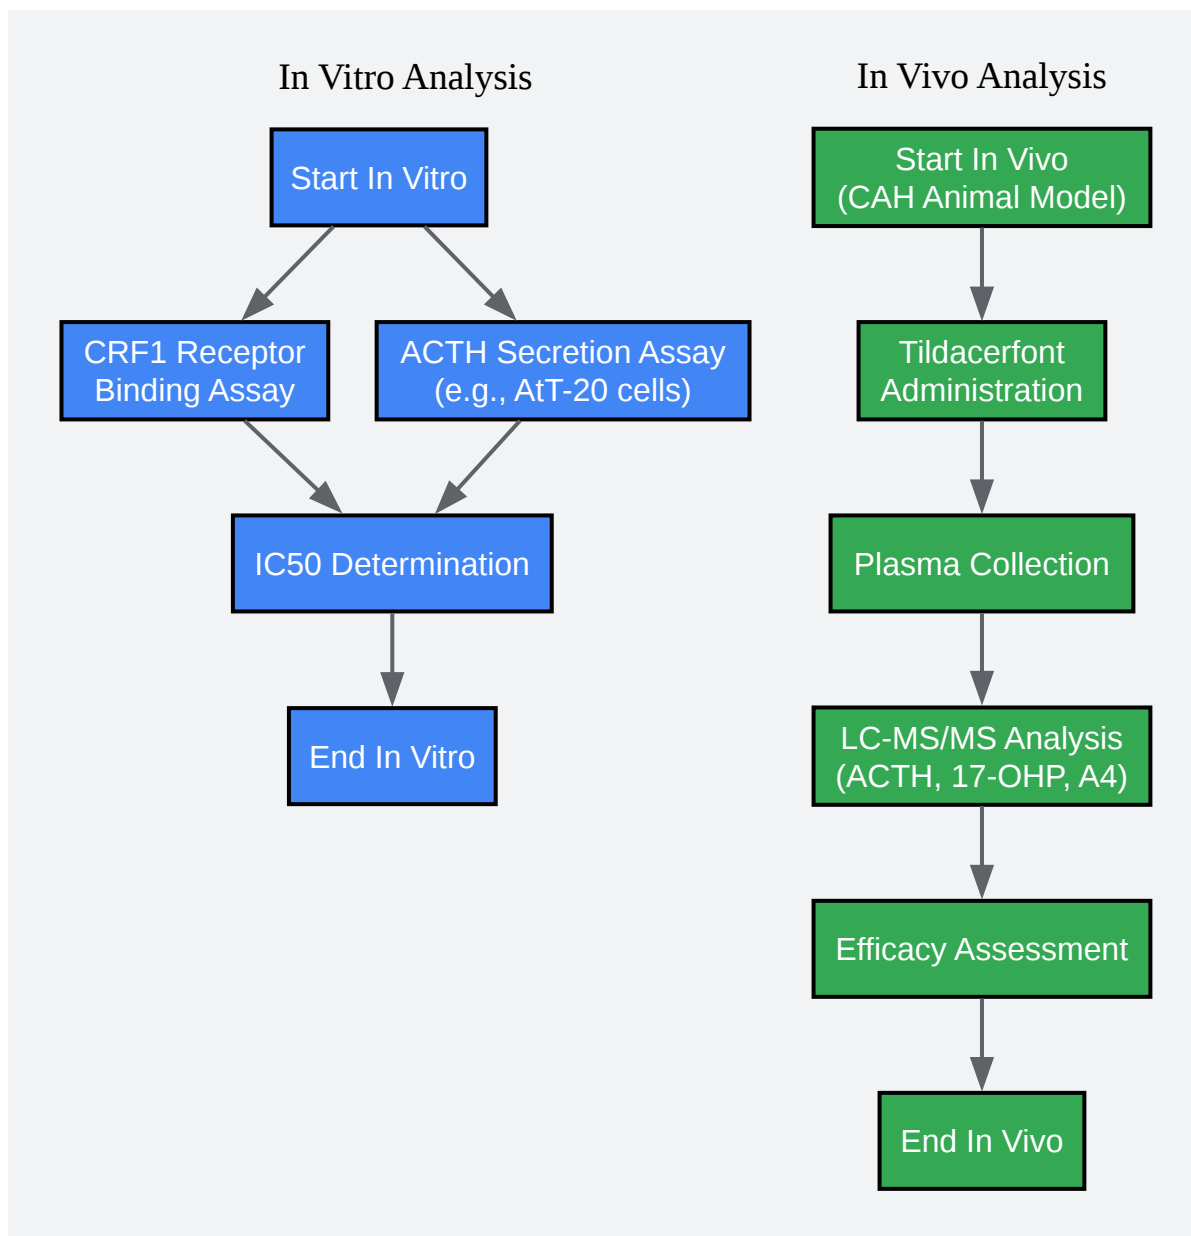 In Vitro Analysis
Start In Vitro
CRF1 Receptor
Binding Assay
ACTH Secretion Assay
(e.g., AtT-20 cells)
IC50 Determination
End In Vitro
In Vivo Analysis
Start In Vivo
(CAH Animal Model)
Tildacerfont
Administration
Plasma Collection
LC-MS/MS Analysis
(ACTH, 17-OHP, A4)
Efficacy Assessment
End In Vivo